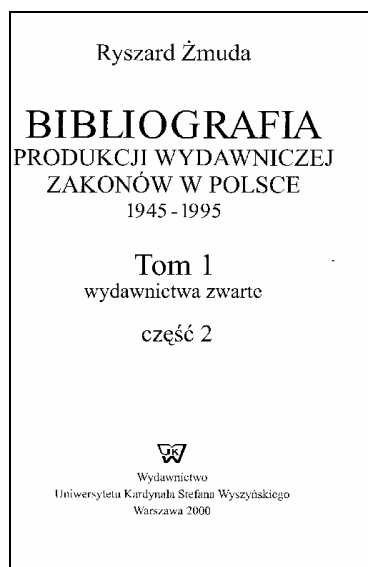 Ryszard Żmuda
BIBLIOGRAFIA
PRODUKCJI WYDAWNICZEJ
ZAKONÓW W POLSCE
1945-1995
Tom 1
wydawnictwa zwarte
część 2
Wydawnictwo
Uniwersytetu Kardynała Stefana Wyszyńskiego
Warszawa 2000